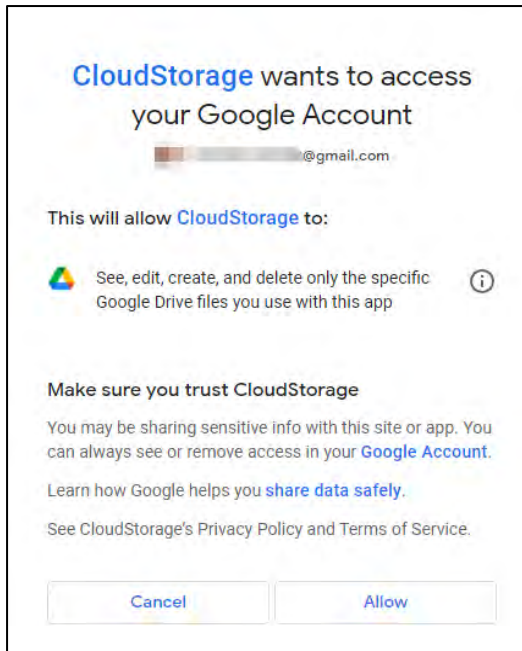 CloudStorage wants to access
your Google Account
@gmail.com
This will allow CloudStorage to:
See, edit, create, and delete only the specific
Google Drive files you use with this app
Make sure you trust CloudStorage
You may be sharing sensitive info with this site or app. You
can always see or remove access in your Google Account.
Learn how Google helps you share data safely.
See CloudStorage's Privacy Policy and Terms of Service.
Cancel
Allow